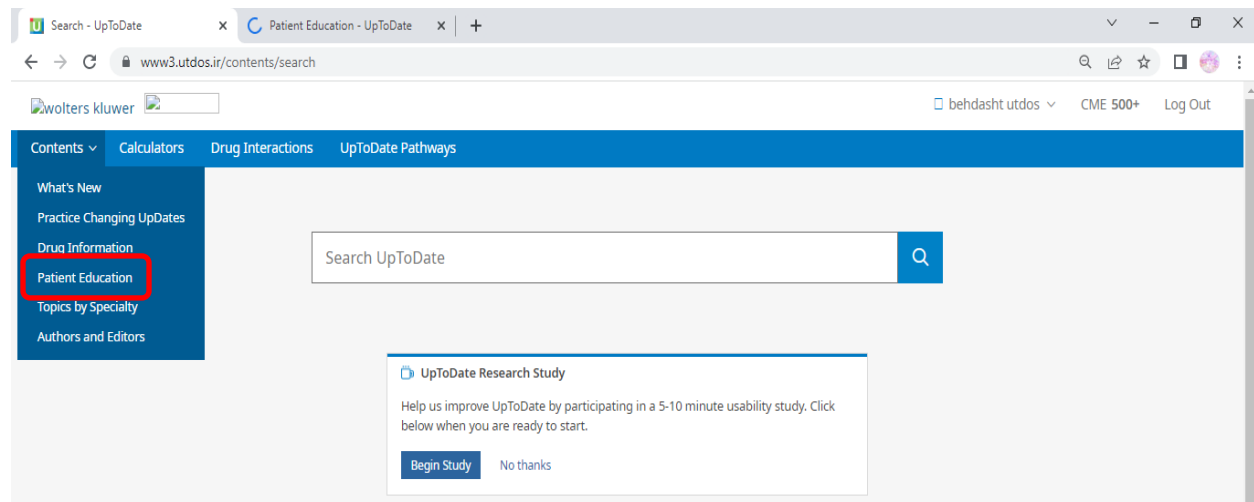 Search - UpToDate
Patient Education - UpToDate
www3.utdos.ir/contents/search
wolters kluwer
behdasht utdos
CME 500+
Log Out
Contents
Calculators
Drug Interactions
UpToDate Pathways
What's New
Practice Changing UpDates
Drug Information
Patient Education
Topics by Specialty
Authors and Editors
Search UpToDate
UpToDate Research Study
Help us improve UpToDate by participating in a 5-10 minute usability study. Click
below when you are ready to start.
Begin Study
No thanks